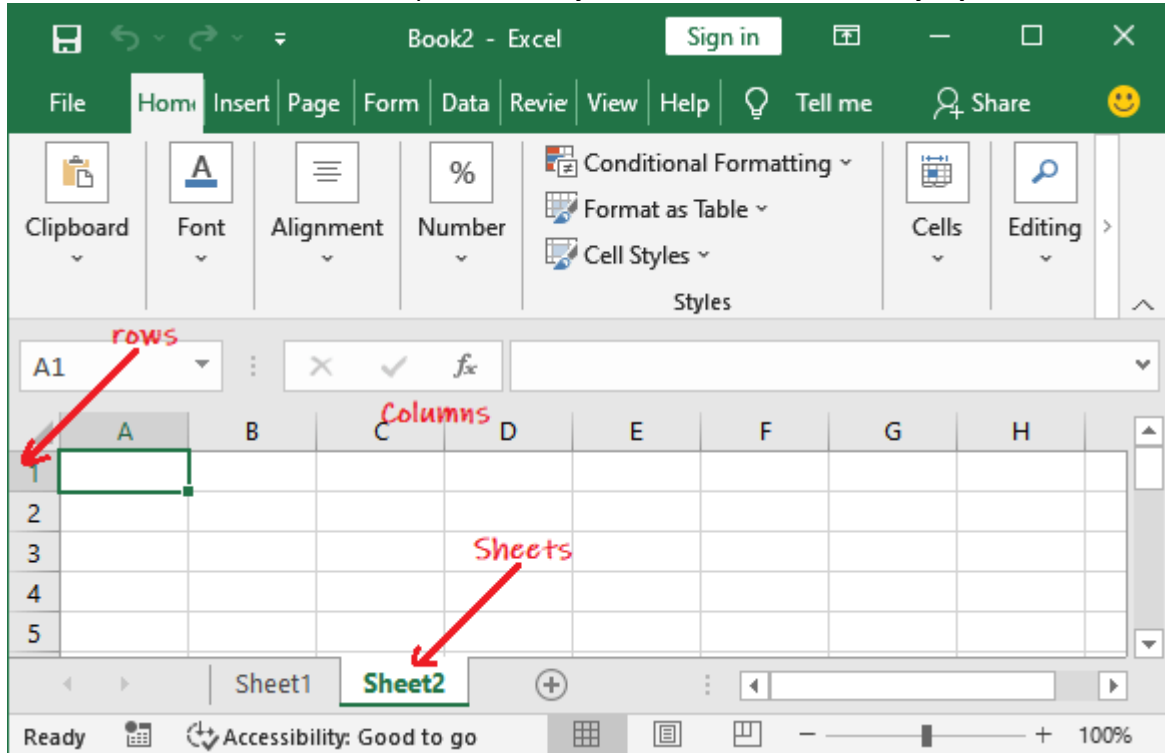 Book2 - Excel Sign in
File Home Insert Page Form Data Revie View Help Tell me Share
Conditional Formatting
Format as Table
Cell Styles
Clipboard Font Alignment Number Cells Editing
Styles
rows
A1 fx
Columns
A B C D E F G H
1
2
3
Sheets
4
5
Sheet1 Sheet2
Ready Accessibility: Good to go 100%